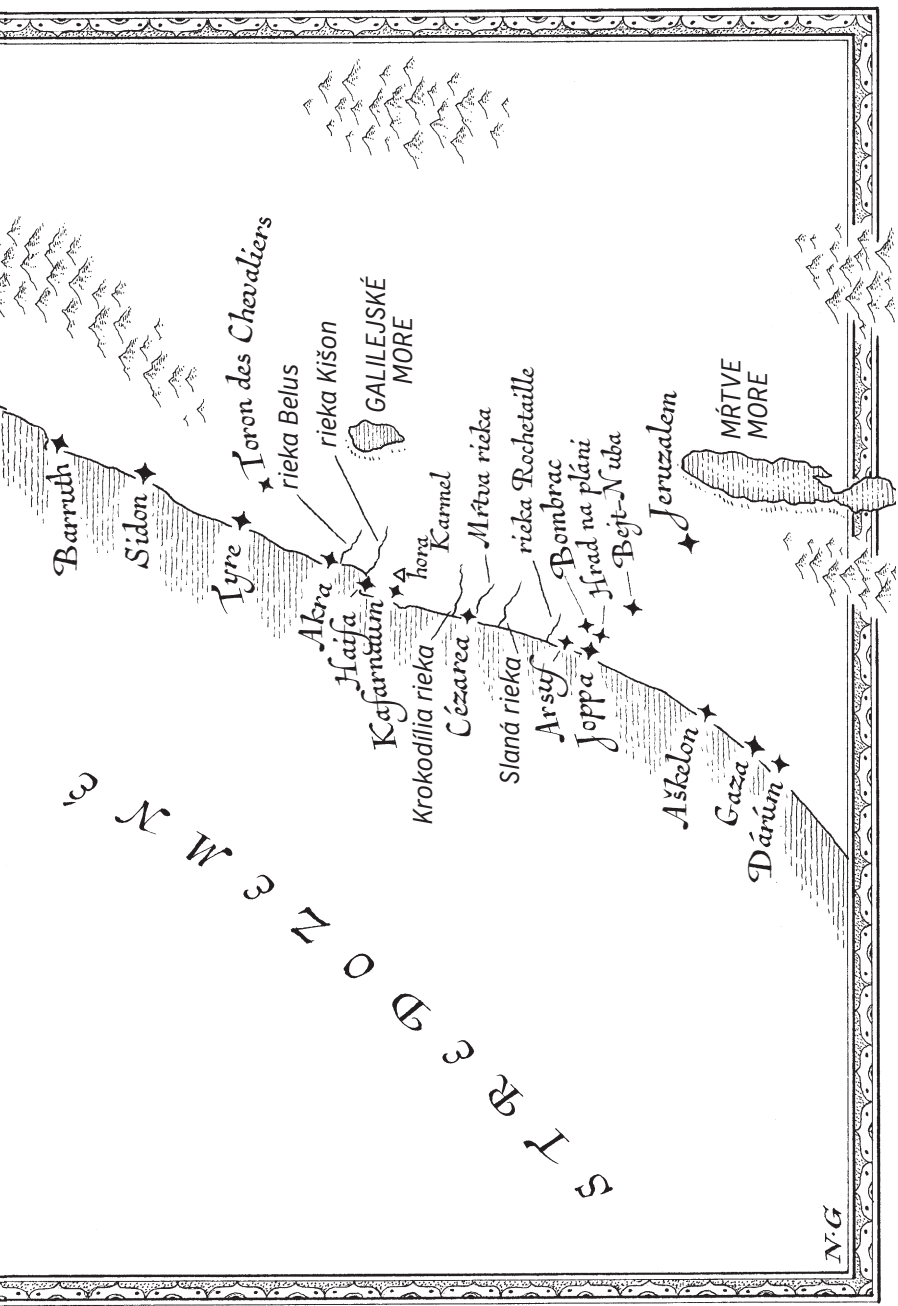 STREDOZEMNÉ
Barruth
Sidon
Tyre
Toron des Chevaliers
rieka Belus
rieka Kišon
GALILEJSKÉ
MORE
Akra
Haifa
Kafarnaum
hora
Karmel
Krokodília rieka
Mŕtva rieka
Cézarea
Slaná rieka
rieka Rochetaille
Arsuf
Bombrac
Joppa
Hrad na pláni
Bejt-Nuba
Jeruzalem
MŔTVE
MORE
Aškelon
Gaza
Dárúm
N·G